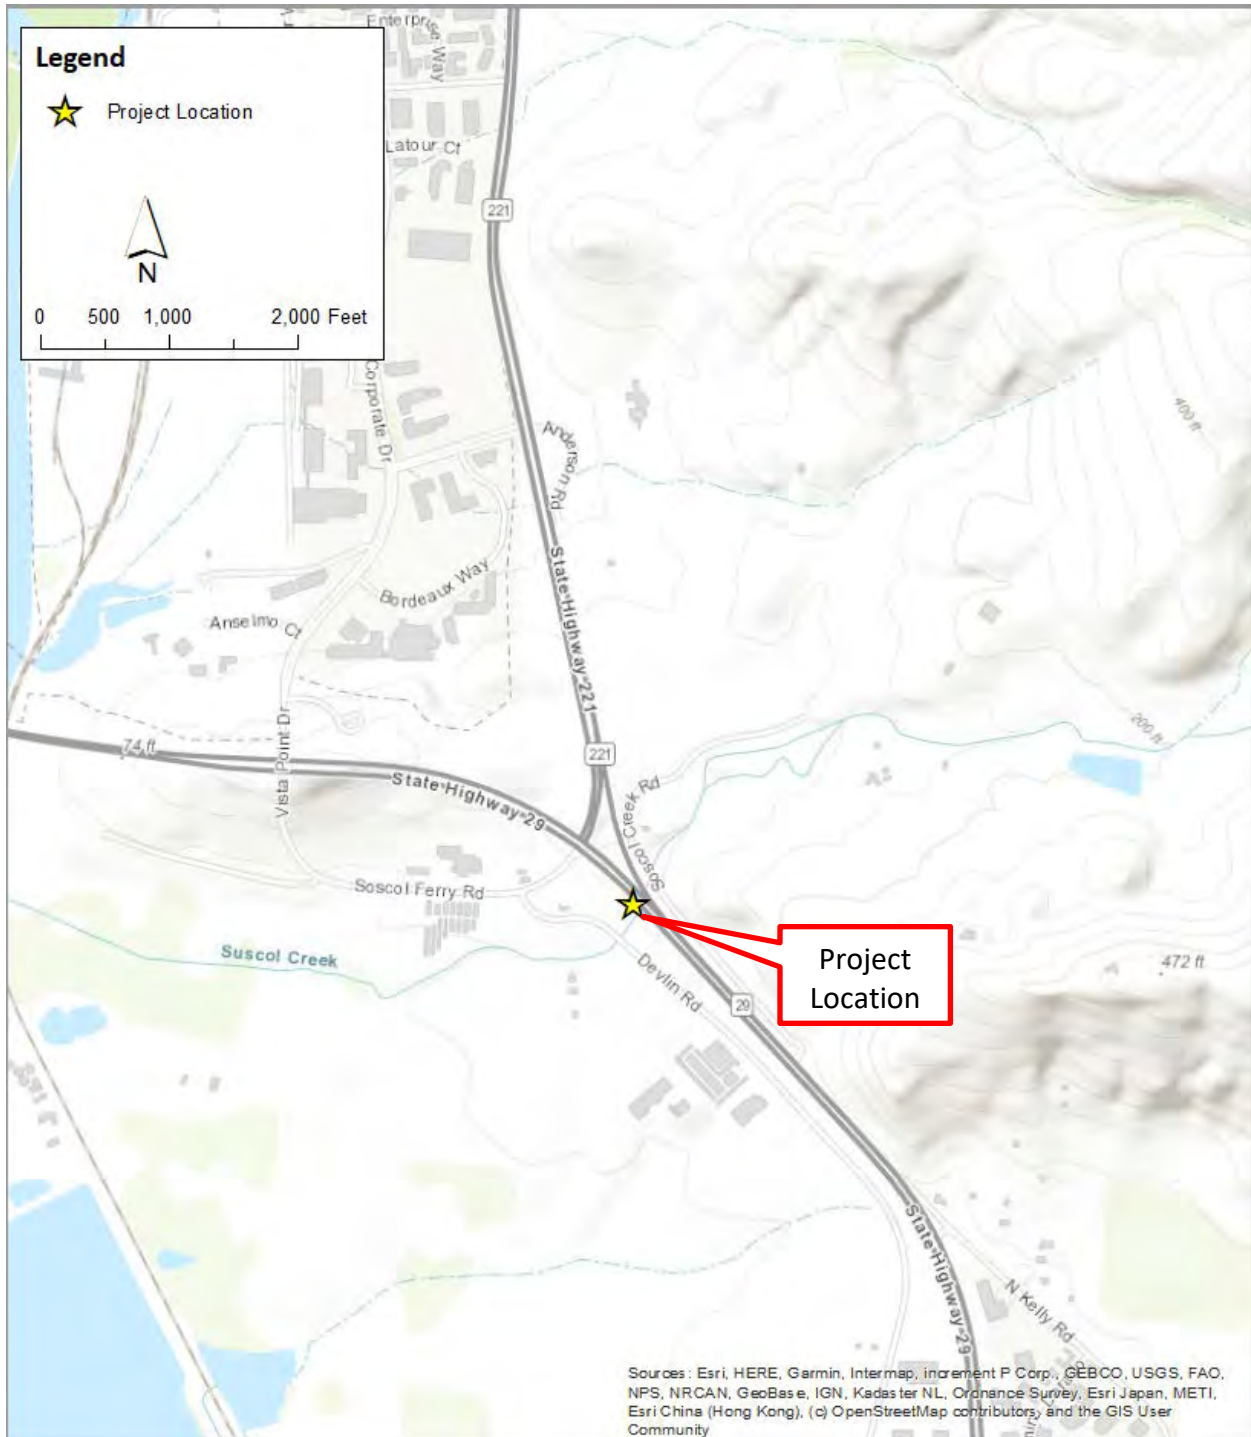 Enterprise Way
Legend
Project Location
N
0 500 1,000 2,000 Feet
Latour Ct
221
Corporate Dr
Anderson Rd
400 ft
State Highway 221
Bordeaux Way
Anselmo Ct
200 ft
Vista Point Dr
74 ft
221
State Highway 29
Soscol Creek Rd
Soscol Ferry Rd
Suscol Creek
Devlin Rd
Project
Location
472 ft
29
State Highway 29
N Kelly Rd
Sources: Esri, HERE, Garmin, Intermap, increment P Corp., GEBCO, USGS, FAO,
NPS, NRCAN, GeoBase, IGN, Kadaster NL, Ordnance Survey, Esri Japan, METI,
Esri China (Hong Kong), (c) OpenStreetMap contributors, and the GIS User
Community